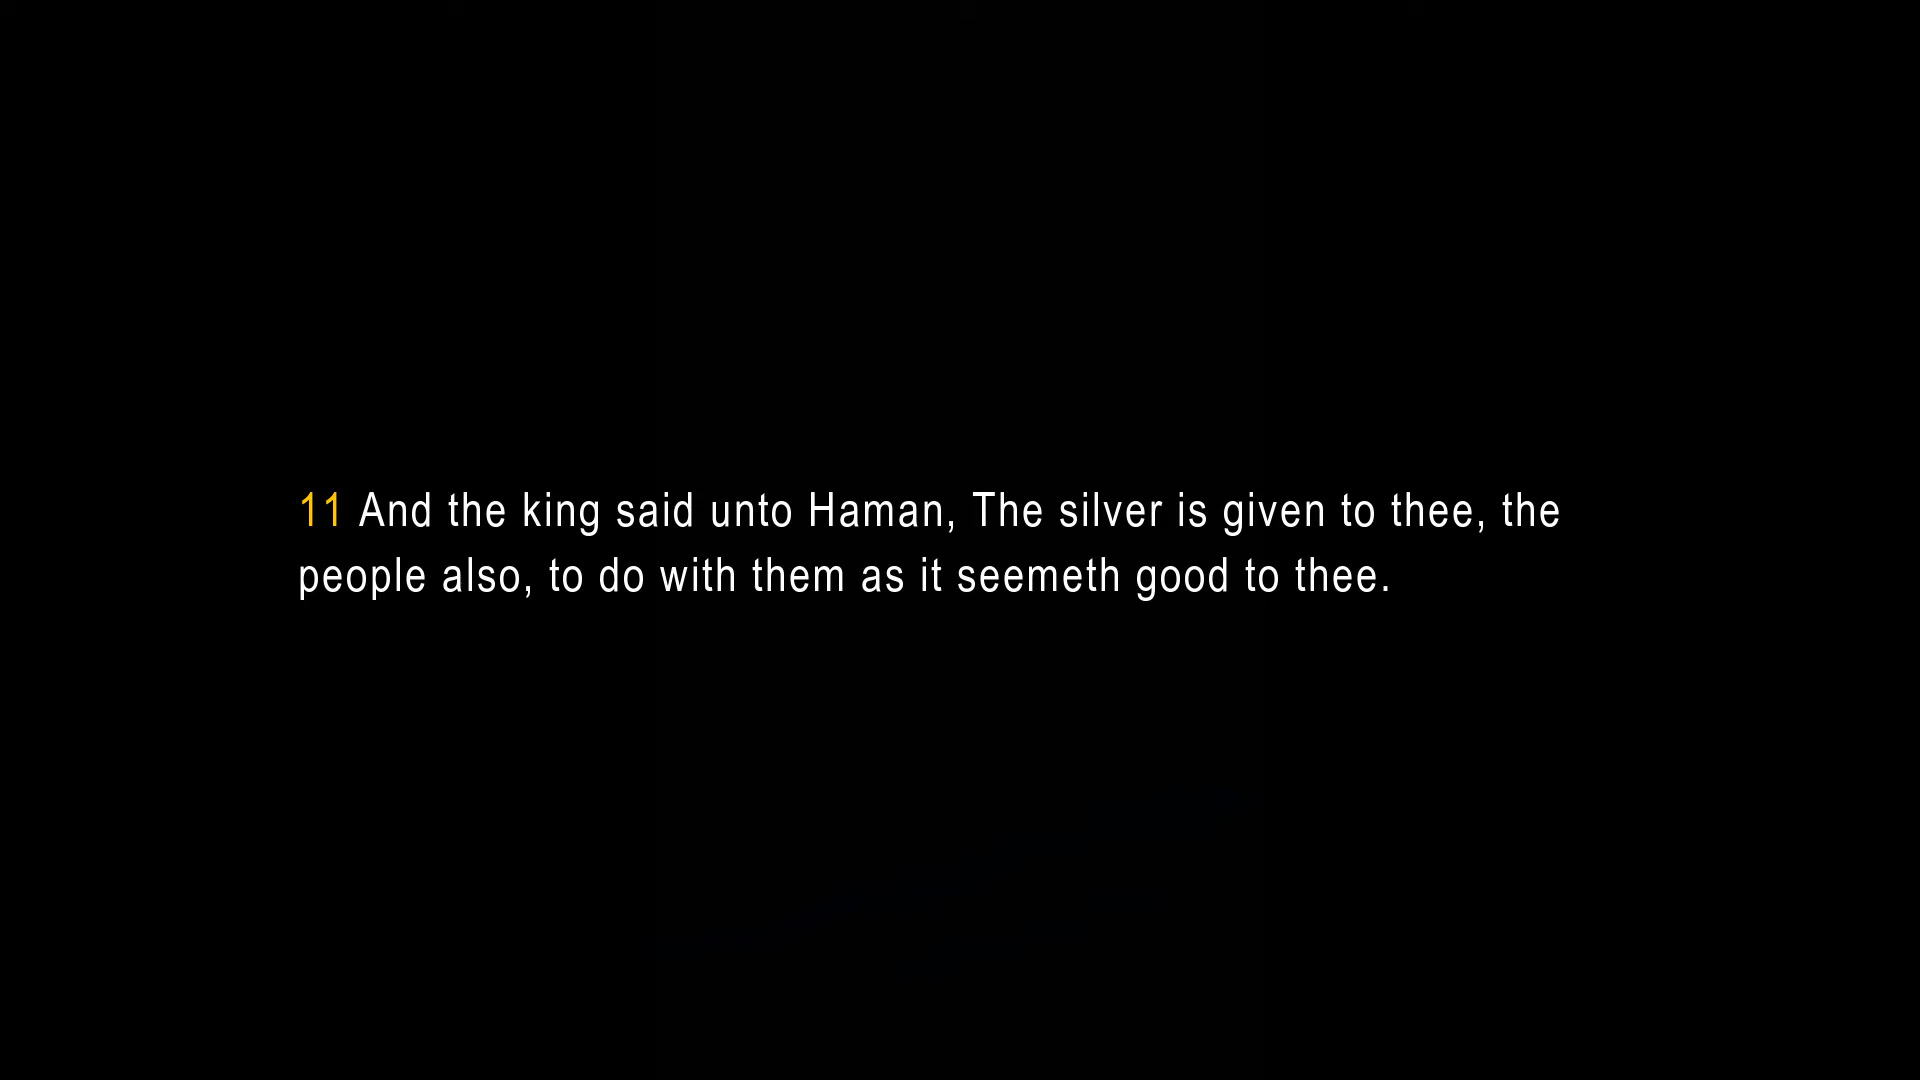 11 And the king said unto Haman, The silver is given to thee, the
people also, to do with them as it seemeth good to thee.